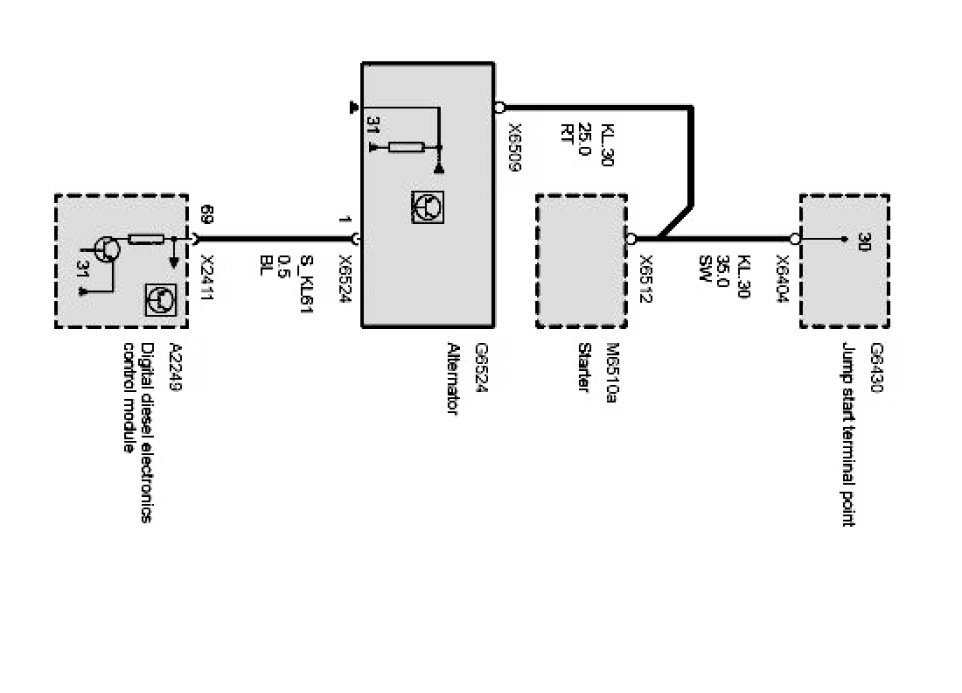 30
G6430
Jump start terminal point
X6404
KL.30
35.0
SW
KL.30
25.0
RT
X6512
M6510a
Starter
X6509
31
G6524
Alternator
1
X6524
S_KL61
0.5
BL
69
X2411
31
A2249
Digital diesel electronics
control module